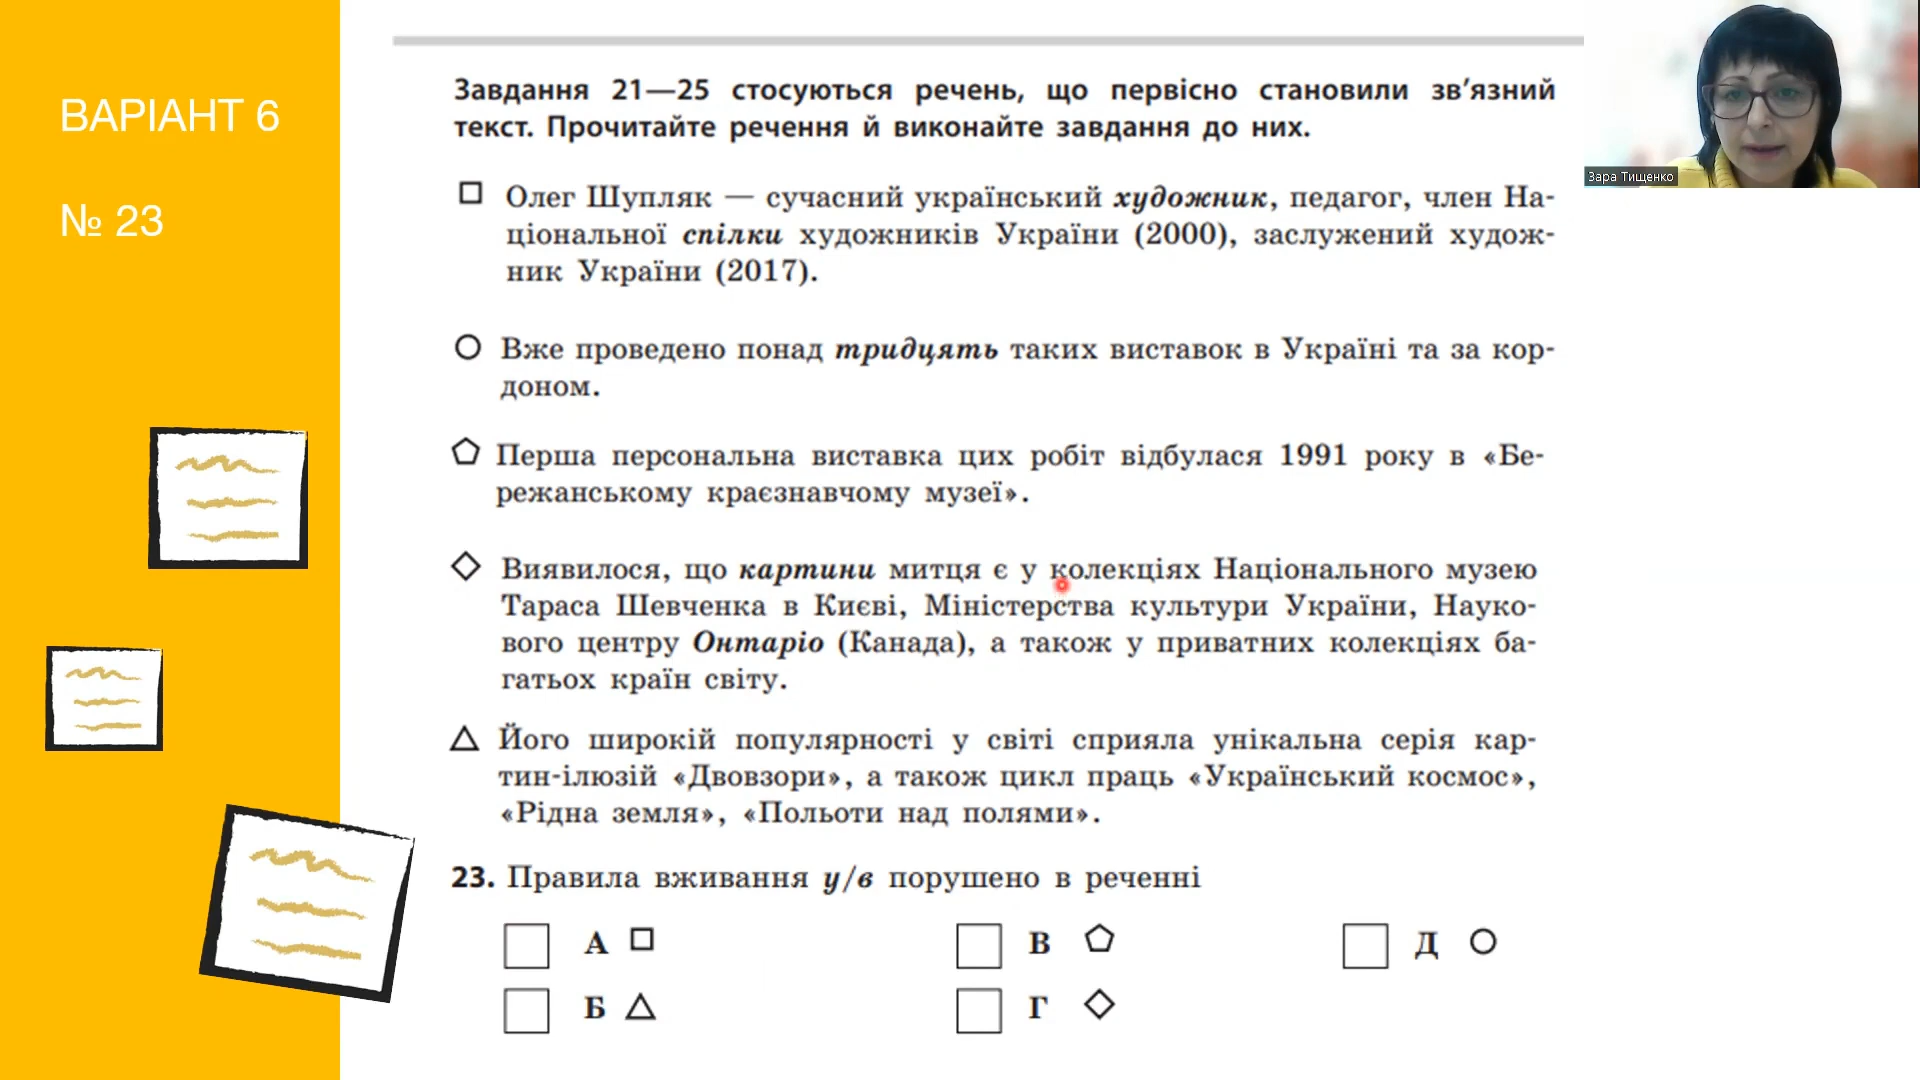 ВАРІАНТ 6
№ 23
Завдання 21—25 стосуються речень, що первісно становили зв’язний
текст. Прочитайте речення й виконайте завдання до них.
Олег Шупляк — сучасний український художник, педагог, член На-
ціональної спілки художників України (2000), заслужений худож-
ник України (2017).
Вже проведено понад тридцять таких виставок в Україні та за кор-
доном.
Перша персональна виставка цих робіт відбулася 1991 року в «Бе-
режанському краєзнавчому музеї».
Виявилося, що картини митця є у колекціях Національного музею
Тараса Шевченка в Києві, Міністерства культури України, Науко-
вого центру Онтаріо (Канада), а також у приватних колекціях ба-
гатьох країн світу.
Його широкій популярності у світі сприяла унікальна серія кар-
тин-ілюзій «Двовзори», а також цикл праць «Український космос»,
«Рідна земля», «Польоти над полями».
23. Правила вживання у/в порушено в реченні
А В Д
Б Г
Зара Тищенко